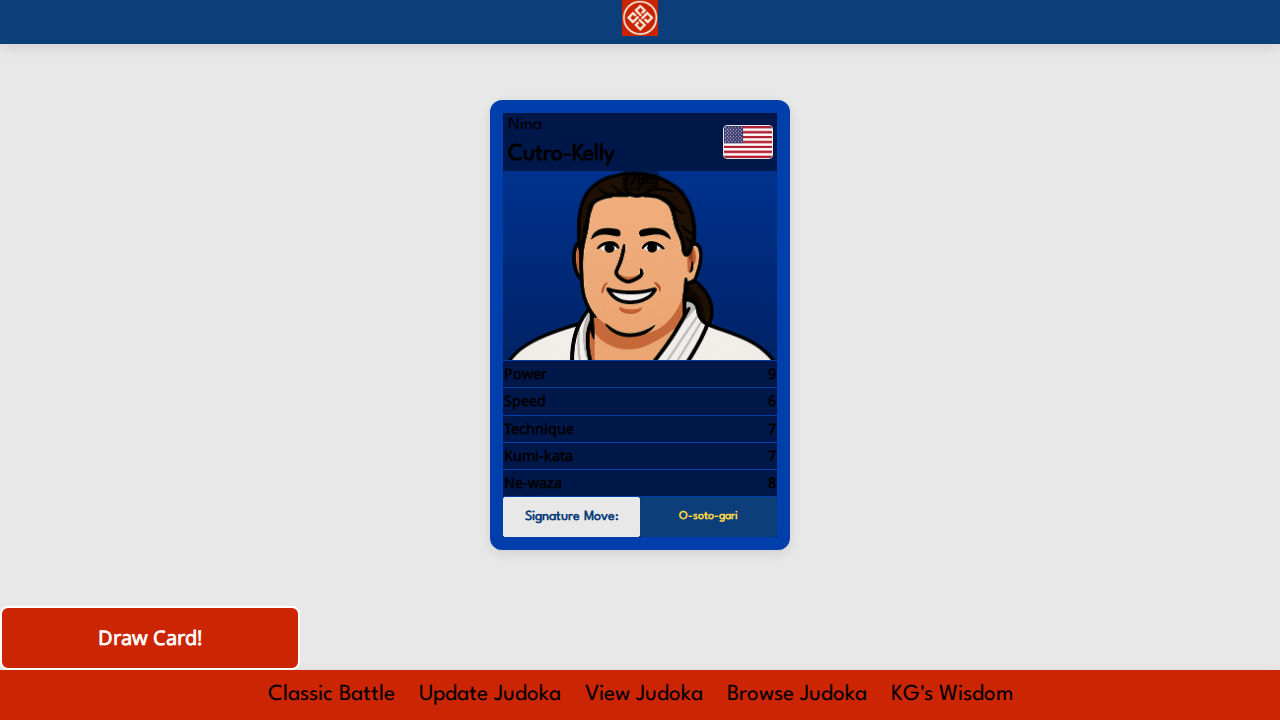 Nina
Cutro-Kelly
Power 9
Speed 6
Technique 7
Kumi-kata 7
Ne-waza 8
Signature Move: O-soto-gari
Draw Card!
Classic Battle Update Judoka View Judoka Browse Judoka KG's Wisdom